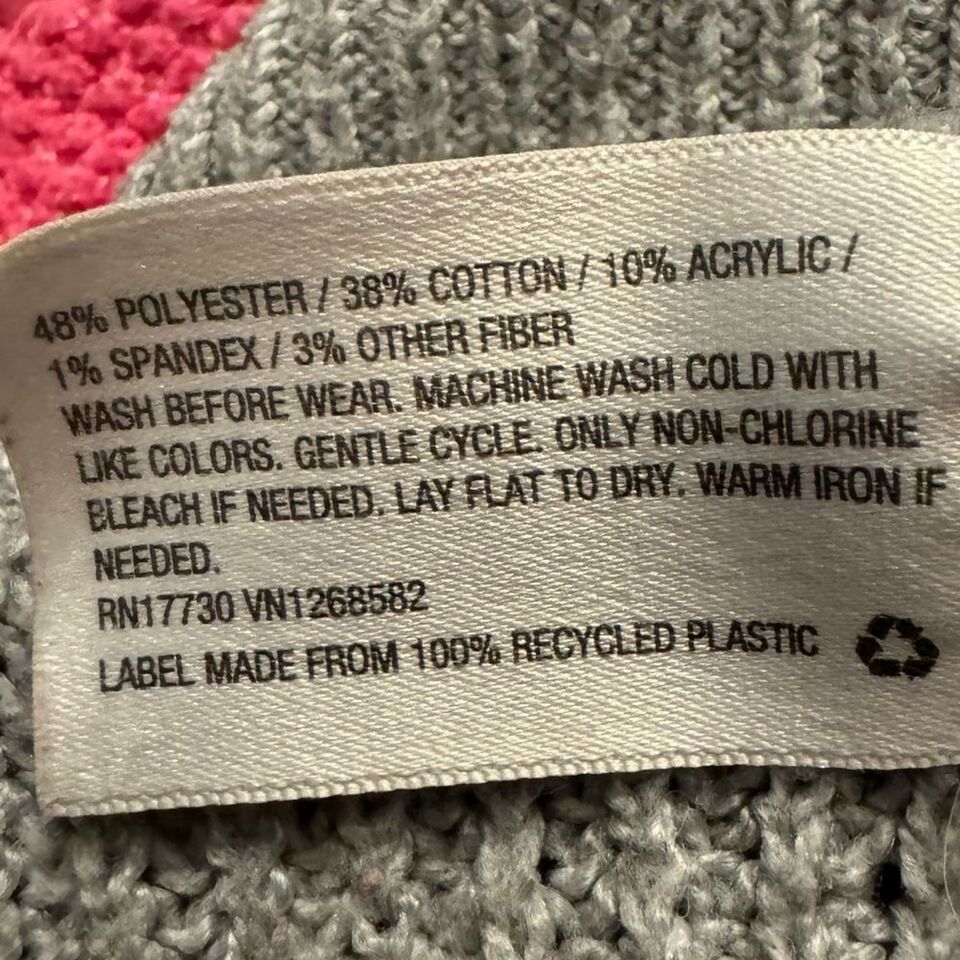 48% POLYESTER / 38% COTTON / 10% ACRYLIC /
1% SPANDEX / 3% OTHER FIBER
WASH BEFORE WEAR. MACHINE WASH COLD WITH
LIKE COLORS. GENTLE CYCLE. ONLY NON-CHLORINE
BLEACH IF NEEDED. LAY FLAT TO DRY. WARM IRON IF
NEEDED.
RN17730 VN1268582
LABEL MADE FROM 100% RECYCLED PLASTIC